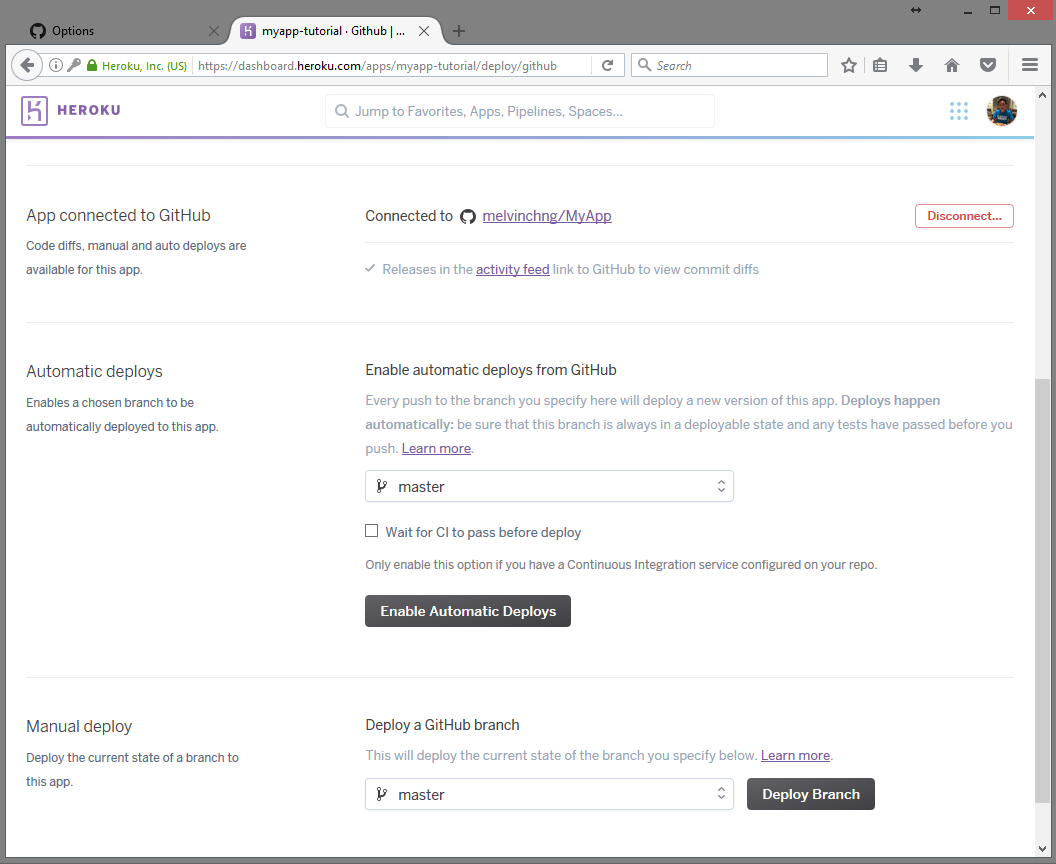 Options
myapp-tutorial · Github | ...
Heroku, Inc. (US)
https://dashboard.heroku.com/apps/myapp-tutorial/deploy/github
Search
HEROKU
Jump to Favorites, Apps, Pipelines, Spaces...
App connected to GitHub
Code diffs, manual and auto deploys are
available for this app.
Connected to melvinchng/MyApp
Disconnect...
Releases in the activity feed link to GitHub to view commit diffs
Automatic deploys
Enables a chosen branch to be
automatically deployed to this app.
Enable automatic deploys from GitHub
Every push to the branch you specify here will deploy a new version of this app. Deploys happen
automatically: be sure that this branch is always in a deployable state and any tests have passed before you
push. Learn more.
master
Wait for CI to pass before deploy
Only enable this option if you have a Continuous Integration service configured on your repo.
Enable Automatic Deploys
Manual deploy
Deploy the current state of a branch to
this app.
Deploy a GitHub branch
This will deploy the current state of the branch you specify below. Learn more.
master
Deploy Branch